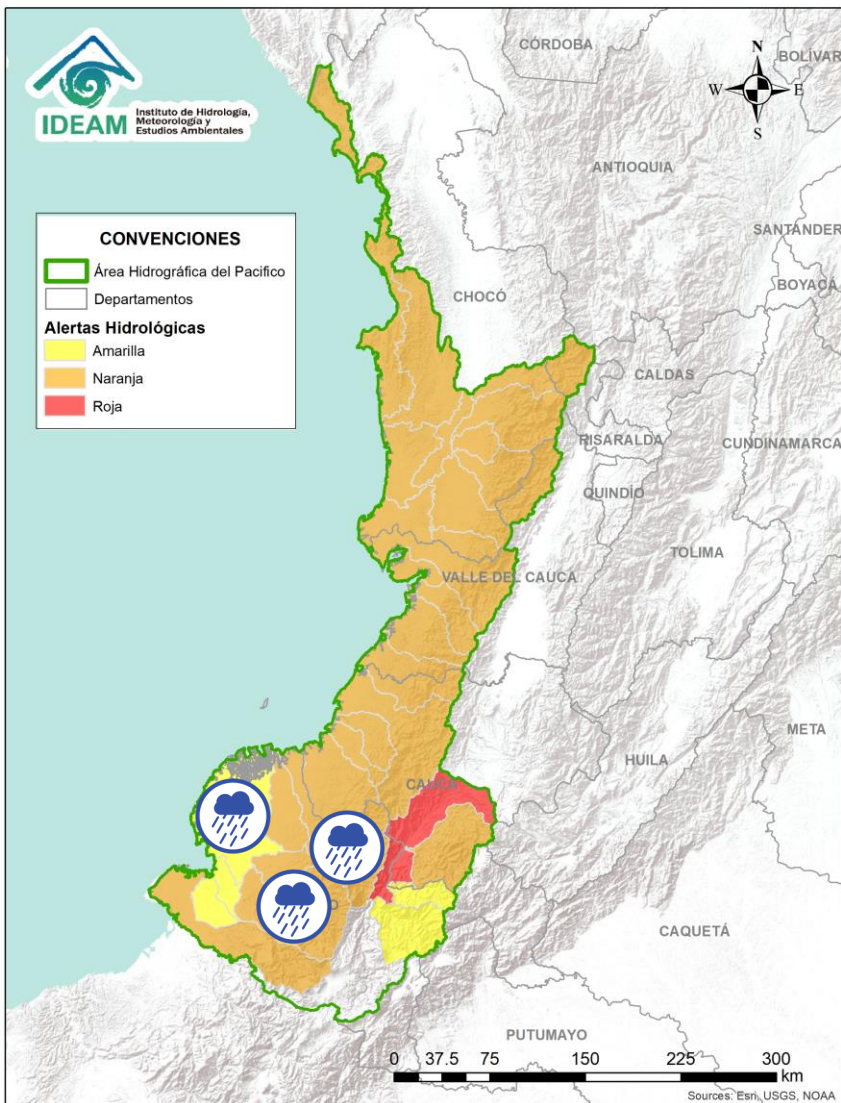 IDEAM
Instituto de Hidrología,
Meteorología y
Estudios Ambientales
CÓRDOBA
BOLÍVAR
N
W
E
S
ANTIOQUIA
SANTANDER
BOYACÁ
CONVENCIONES
Área Hidrográfica del Pacifico
Departamentos
Alertas Hidrológicas
Amarilla
Naranja
Roja
CHOCÓ
CALDAS
RISARALDA
CUNDINAMARCA
QUINDÍO
TOLIMA
VALLE DEL CAUCA
META
HUILA
CAUCA
CAQUETÁ
PUTUMAYO
0 37.5 75 150 225 300
km
Sources: Esri, USGS, NOAA